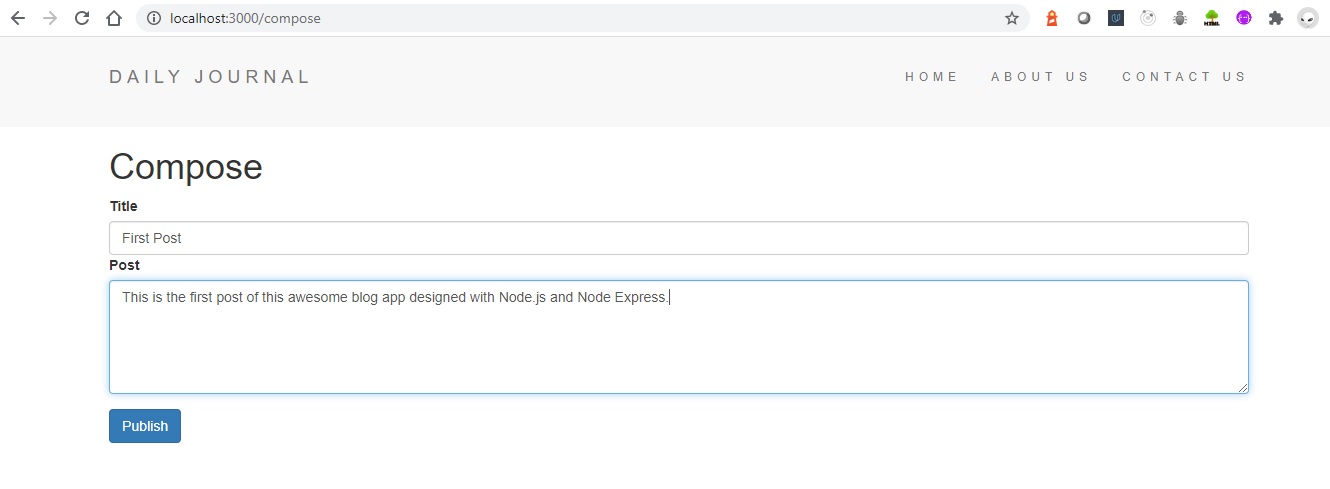 localhost:3000/compose
HTML
DAILY JOURNAL
HOME ABOUT US CONTACT US
Compose
Title
First Post
Post
This is the first post of this awesome blog app designed with Node.js and Node Express.
Publish